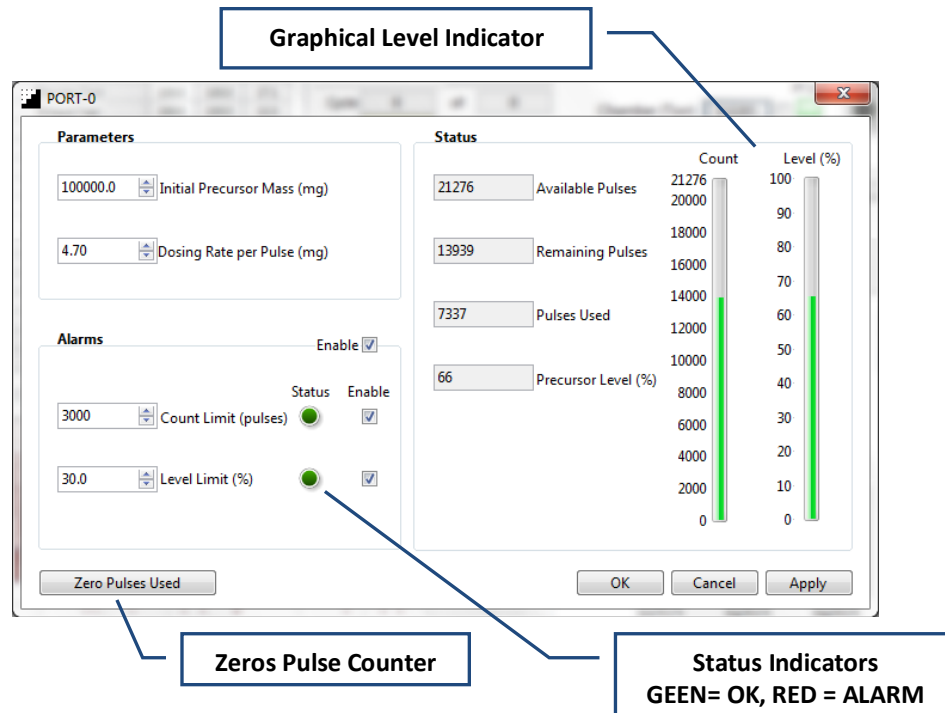 Graphical Level Indicator
PORT-0
Parameters
100000.0 Initial Precursor Mass (mg)
4.70 Dosing Rate per Pulse (mg)
Alarms
Enable
Status Enable
3000 Count Limit (pulses)
30.0 Level Limit (%)
Status
21276 Available Pulses
13939 Remaining Pulses
7337 Pulses Used
66 Precursor Level (%)
Count
21276
20000
18000
16000
14000
12000
10000
8000
6000
4000
2000
0
Level (%)
100
90
80
70
60
50
40
30
20
10
0
Zero Pulses Used
OK Cancel Apply
Zeros Pulse Counter
Status Indicators
GEEN= OK, RED = ALARM